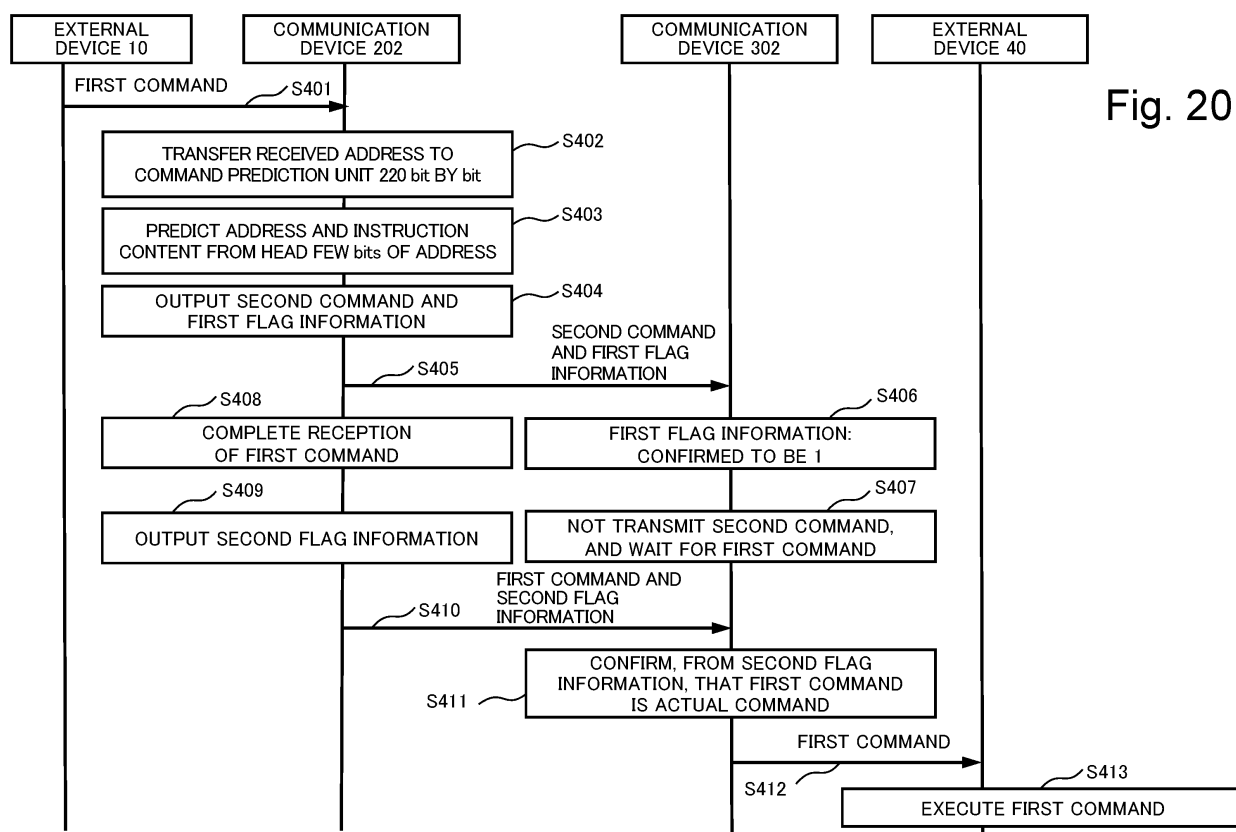 EXTERNAL
DEVICE 10
COMMUNICATION
DEVICE 202
COMMUNICATION
DEVICE 302
EXTERNAL
DEVICE 40
Fig. 20
FIRST COMMAND
S401
TRANSFER RECEIVED ADDRESS TO
COMMAND PREDICTION UNIT 220 bit BY bit
S402
PREDICT ADDRESS AND INSTRUCTION
CONTENT FROM HEAD FEW bits OF ADDRESS
S403
OUTPUT SECOND COMMAND AND
FIRST FLAG INFORMATION
S404
SECOND COMMAND
AND FIRST FLAG
INFORMATION
S405
S408
COMPLETE RECEPTION
OF FIRST COMMAND
S406
FIRST FLAG INFORMATION:
CONFIRMED TO BE 1
S409
OUTPUT SECOND FLAG INFORMATION
S407
NOT TRANSMIT SECOND COMMAND,
AND WAIT FOR FIRST COMMAND
FIRST COMMAND AND
SECOND FLAG
INFORMATION
S410
CONFIRM, FROM SECOND FLAG
INFORMATION, THAT FIRST COMMAND
IS ACTUAL COMMAND
S411
FIRST COMMAND
S412
S413
EXECUTE FIRST COMMAND